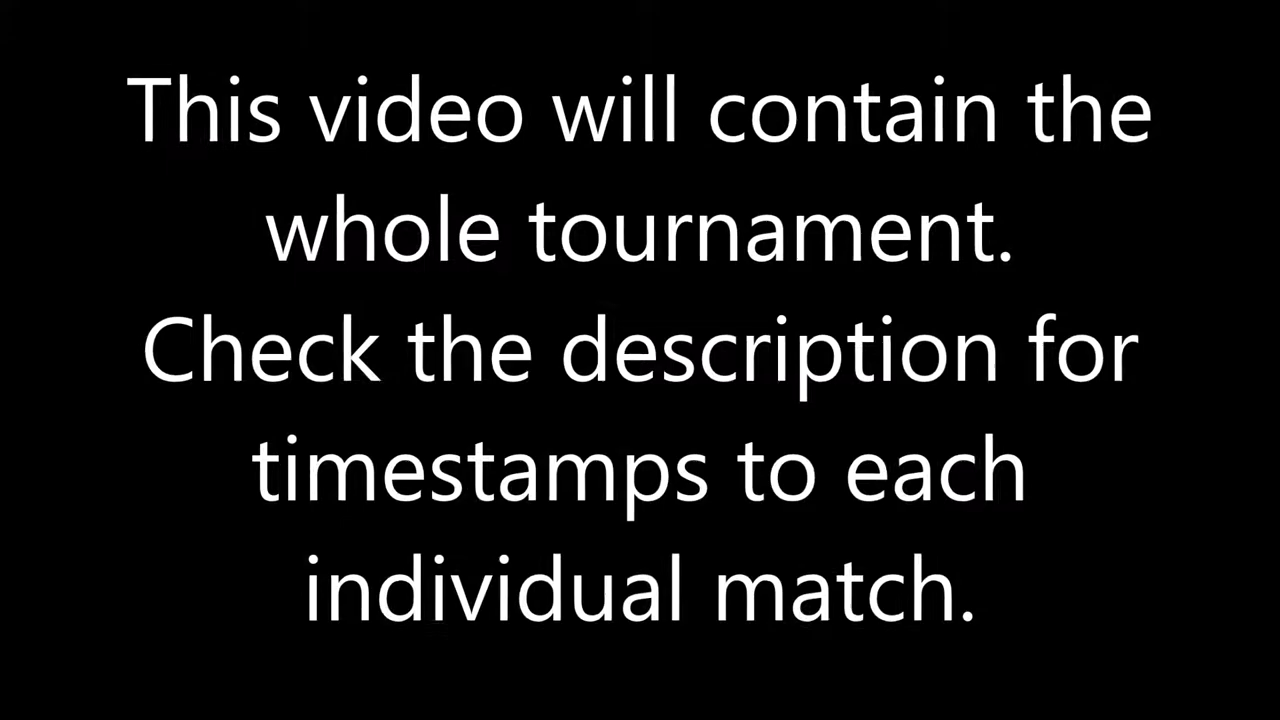 This video will contain the
whole tournament.
Check the description for
timestamps to each
individual match.